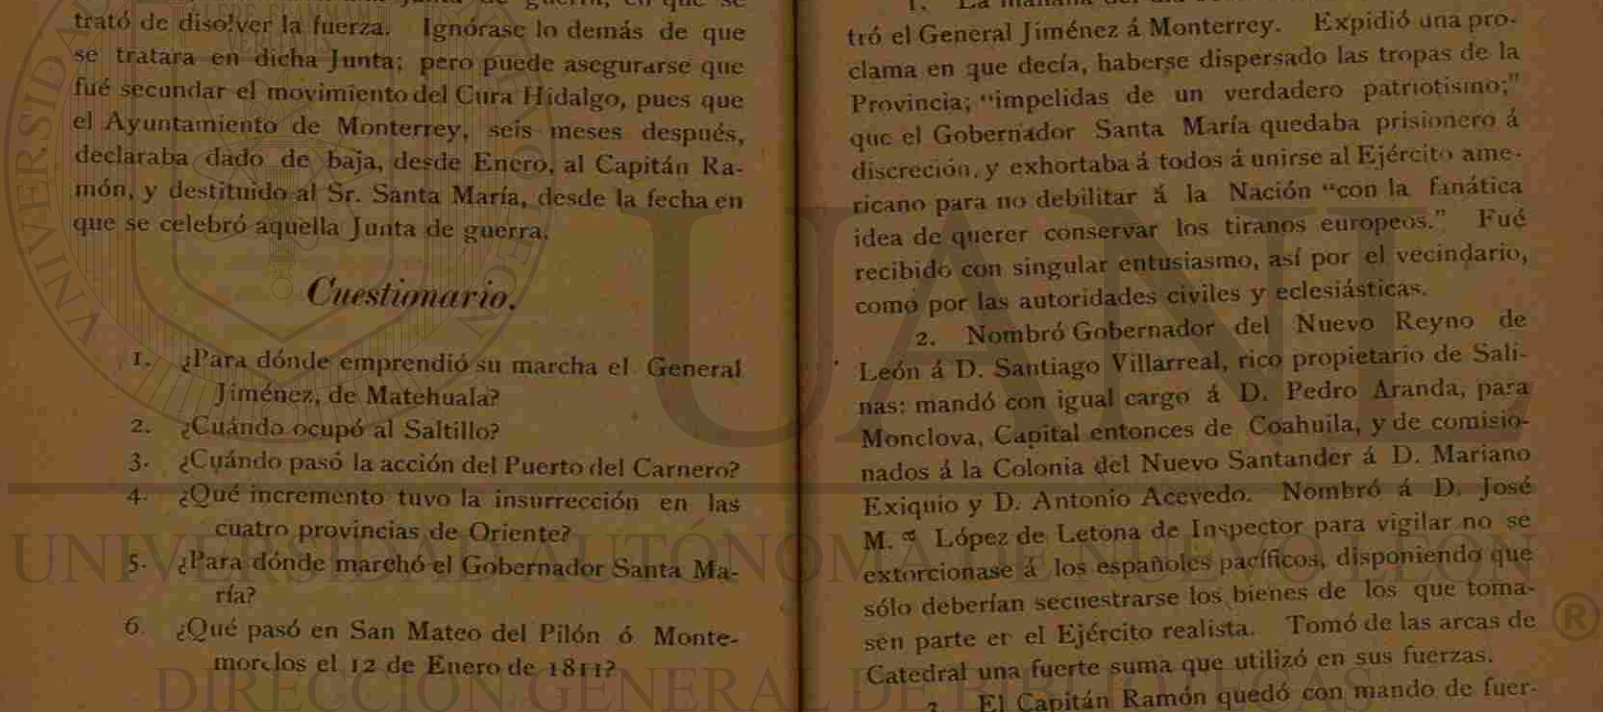 trató de disolver la fuerza. Ignórase lo demás de que
se tratara en dicha Junta; pero puede asegurarse que
fué secundar el movimiento del Cura Hidalgo, pues que
el Ayuntamiento de Monterrey, seis meses después,
declaraba dado de baja, desde Enero, al Capitán Ra-
món, y destituido al Sr. Santa María, desde la fecha en
que se celebró aquella Junta de guerra.
Cuestionario.
1. ¿Para dónde emprendió su marcha el General
Jiménez, de Matehuala?
2. ¿Cuándo ocupó al Saltillo?
3. ¿Cuándo pasó la acción del Puerto del Carnero?
4. ¿Qué incremento tuvo la insurrección en las
cuatro provincias de Oriente?
5. ¿Para dónde marchó el Gobernador Santa Ma-
ría?
6. ¿Qué pasó en San Mateo del Pilón ó Monte-
morelos el 12 de Enero de 1811?
tró el General Jiménez á Monterrey. Expidió una pro-
clama en que decía, haberse dispersado las tropas de la
Provincia; "impelidas de un verdadero patriotismo;"
que el Gobernador Santa María quedaba prisionero á
discreción, y exhortaba á todos á unirse al Ejército ame-
ricano para no debilitar á la Nación "con la fanática
idea de querer conservar los tiranos europeos." Fué
recibido con singular entusiasmo, así por el vecindario,
como por las autoridades civiles y eclesiásticas.
2. Nombró Gobernador del Nuevo Reyno de
León á D. Santiago Villarreal, rico propietario de Sali-
nas; mandó con igual cargo á D. Pedro Aranda, para
Monclova, Capital entonces de Coahuila, y de comisio-
nados á la Colonia del Nuevo Santander á D. Mariano
Exiquio y D. Antonio Acevedo. Nombró á D. José
M.ª López de Letona de Inspector para vigilar no se
extorcionase á los españoles pacíficos, disponiendo que
sólo deberían secuestrarse los bienes de los que toma-
sen parte er el Ejército realista. Tomó de las arcas de
Catedral una fuerte suma que utilizó en sus fuerzas.
3. El Capitán Ramón quedó con mando de fuer-
UANL
UNIVERSIDAD AUTÓNOMA DE NUEVO LEÓN
®
DIRECCIÓN GENERAL DE BIBLIOTECAS